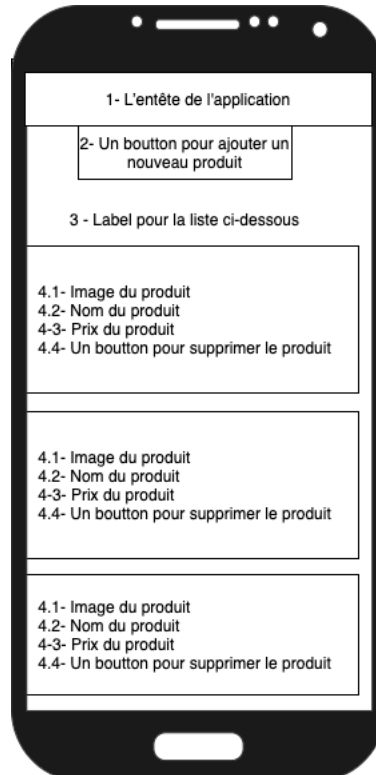 1- L'entête de l'application
2- Un boutton pour ajouter un
nouveau produit
3 - Label pour la liste ci-dessous
4.1- Image du produit
4.2- Nom du produit
4-3- Prix du produit
4.4- Un boutton pour supprimer le produit
4.1- Image du produit
4.2- Nom du produit
4-3- Prix du produit
4.4- Un boutton pour supprimer le produit
4.1- Image du produit
4.2- Nom du produit
4-3- Prix du produit
4.4- Un boutton pour supprimer le produit